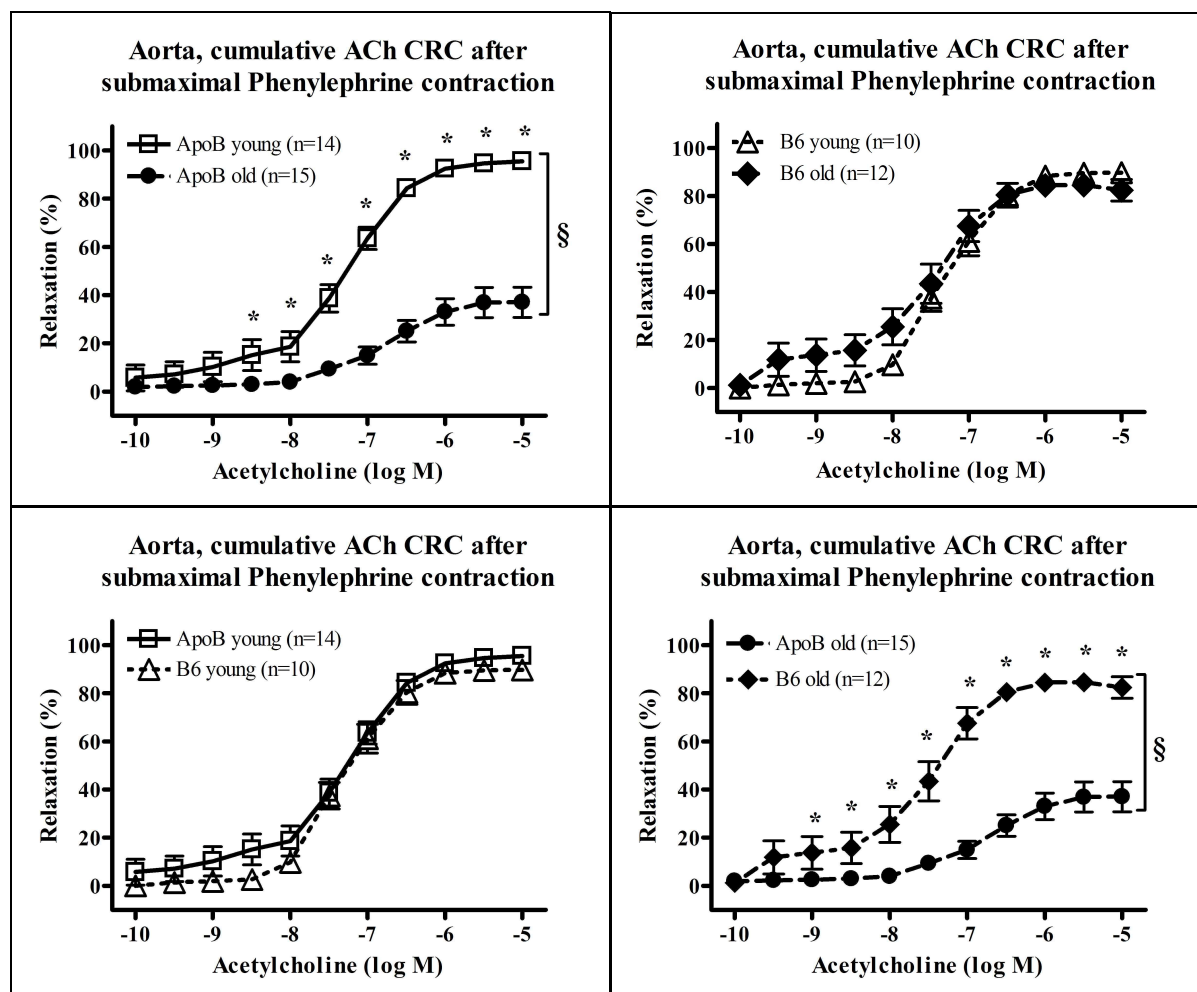 Aorta, cumulative ACh CRC after
submaximal Phenylephrine contraction
ApoB young (n=14)
ApoB old (n=15)
* * * * * * * *
§
100
80
60
40
20
0
Relaxation (%)
-10 -9 -8 -7 -6 -5
Acetylcholine (log M)
Aorta, cumulative ACh CRC after
submaximal Phenylephrine contraction
B6 young (n=10)
B6 old (n=12)
100
80
60
40
20
0
Relaxation (%)
-10 -9 -8 -7 -6 -5
Acetylcholine (log M)
Aorta, cumulative ACh CRC after
submaximal Phenylephrine contraction
ApoB young (n=14)
B6 young (n=10)
100
80
60
40
20
0
Relaxation (%)
-10 -9 -8 -7 -6 -5
Acetylcholine (log M)
Aorta, cumulative ACh CRC after
submaximal Phenylephrine contraction
ApoB old (n=15)
B6 old (n=12)
* * * * * * * * *
§
100
80
60
40
20
0
Relaxation (%)
-10 -9 -8 -7 -6 -5
Acetylcholine (log M)